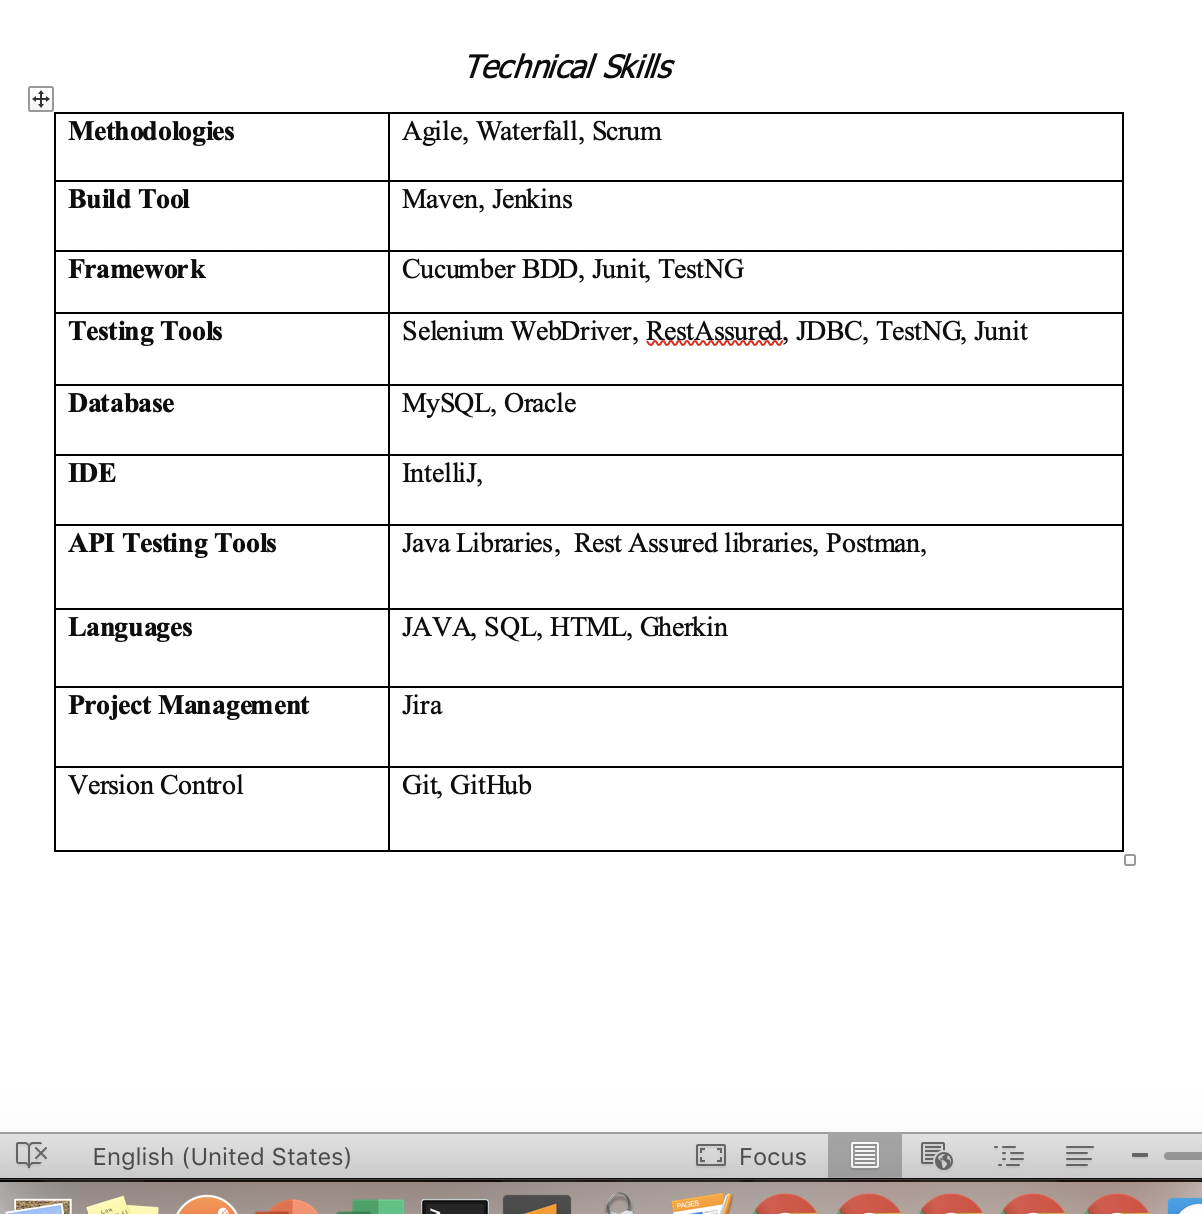 Technical Skills
Methodologies Agile, Waterfall, Scrum
Build Tool Maven, Jenkins
Framework Cucumber BDD, Junit, TestNG
Testing Tools Selenium WebDriver, RestAssured, JDBC, TestNG, Junit
Database MySQL, Oracle
IDE IntelliJ,
API Testing Tools Java Libraries, Rest Assured libraries, Postman,
Languages JAVA, SQL, HTML, Gherkin
Project Management Jira
Version Control Git, GitHub
English (United States) Focus
PAGES